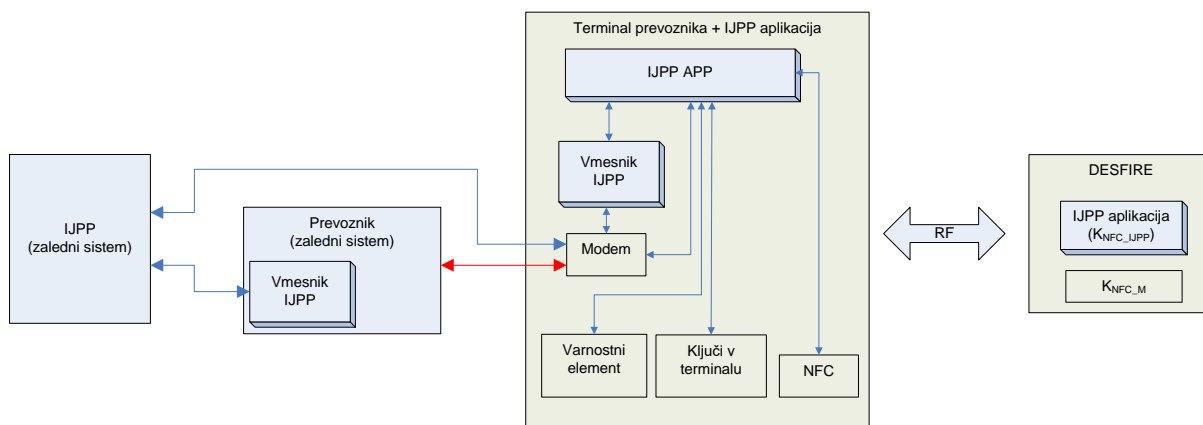 Terminal prevoznika + IJPP aplikacija
IJPP APP
Vmesnik
IJPP
Modem
Varnostni
element
Ključi v
terminalu
NFC
IJPP
(zaledni sistem)
Prevoznik
(zaledni sistem)
Vmesnik
IJPP
RF
DESFIRE
IJPP aplikacija
(KNFC_IJPP)
KNFC_M